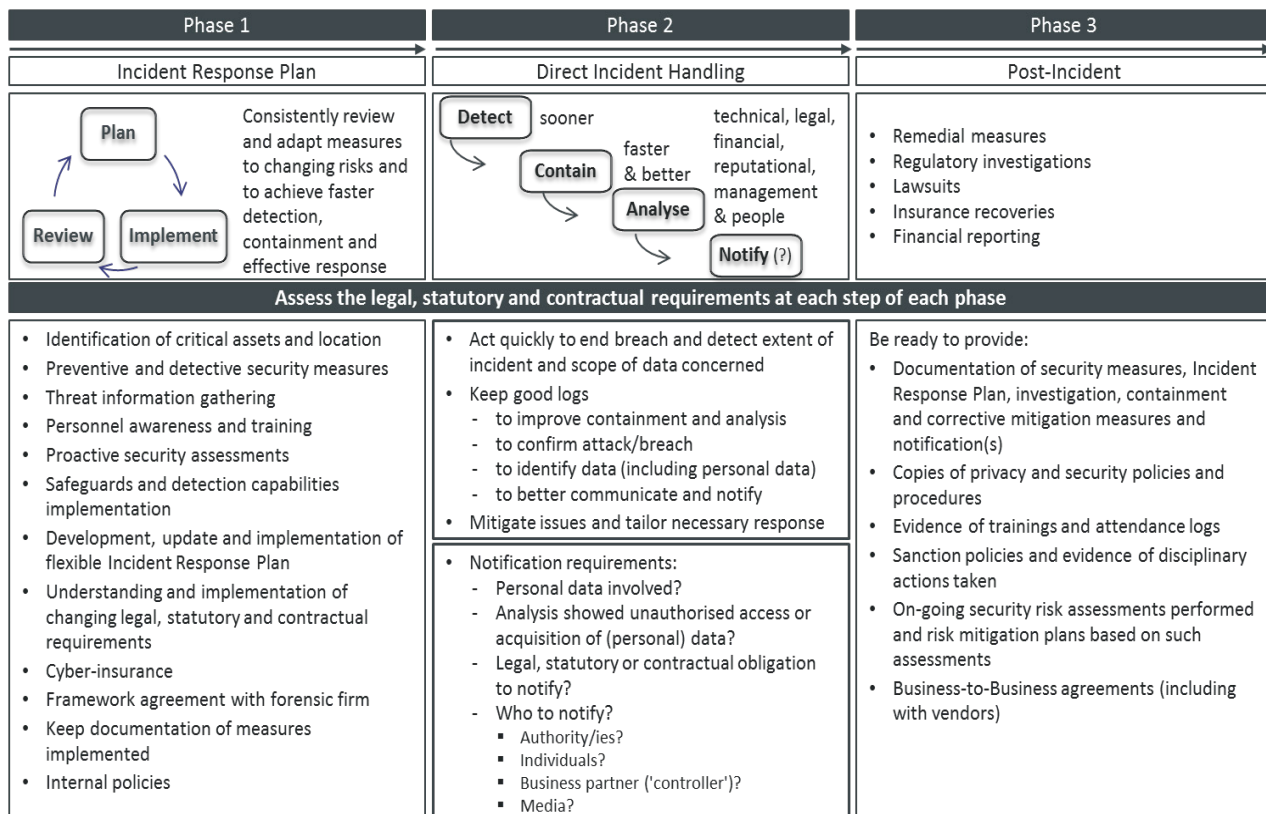 Phase 1
Phase 2
Phase 3
Incident Response Plan
Direct Incident Handling
Post-Incident
Plan
Review
Implement
Consistently review
and adapt measures
to changing risks and
to achieve faster
detection,
containment and
effective response
Detect
sooner
Contain
faster
& better
Analyse
technical, legal,
financial,
reputational,
management
& people
Notify (?)
• Remedial measures
• Regulatory investigations
• Lawsuits
• Insurance recoveries
• Financial reporting
Assess the legal, statutory and contractual requirements at each step of each phase
• Identification of critical assets and location
• Preventive and detective security measures
• Threat information gathering
• Personnel awareness and training
• Proactive security assessments
• Safeguards and detection capabilities
implementation
• Development, update and implementation of
flexible Incident Response Plan
• Understanding and implementation of
changing legal, statutory and contractual
requirements
• Cyber-insurance
• Framework agreement with forensic firm
• Keep documentation of measures
implemented
• Internal policies
• Act quickly to end breach and detect extent of
incident and scope of data concerned
• Keep good logs
- to improve containment and analysis
- to confirm attack/breach
- to identify data (including personal data)
- to better communicate and notify
• Mitigate issues and tailor necessary response
• Notification requirements:
- Personal data involved?
- Analysis showed unauthorised access or
acquisition of (personal) data?
- Legal, statutory or contractual obligation
to notify?
- Who to notify?
▪ Authority/ies?
▪ Individuals?
▪ Business partner ('controller')?
▪ Media?
Be ready to provide:
• Documentation of security measures, Incident
Response Plan, investigation, containment
and corrective mitigation measures and
notification(s)
• Copies of privacy and security policies and
procedures
• Evidence of trainings and attendance logs
• Sanction policies and evidence of disciplinary
actions taken
• On-going security risk assessments performed
and risk mitigation plans based on such
assessments
• Business-to-Business agreements (including
with vendors)